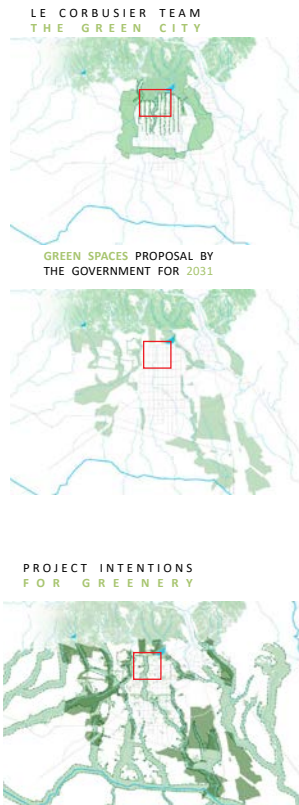 LE CORBUSIER TEAM
THE GREEN CITY
GREEN SPACES PROPOSAL BY
THE GOVERNMENT FOR 2031
PROJECT INTENTIONS
FOR GREENERY